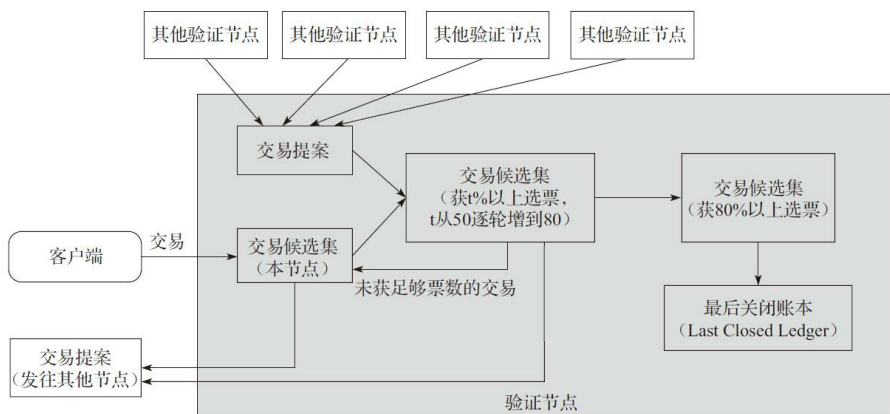 其他验证节点
其他验证节点
其他验证节点
其他验证节点
交易提案
交易候选集
（获t%以上选票，
t从50逐轮增到80）
交易候选集
（获80%以上选票）
客户端
交易
交易候选集
（本节点）
未获足够票数的交易
最后关闭账本
（Last Closed Ledger）
交易提案
（发往其他节点）
验证节点